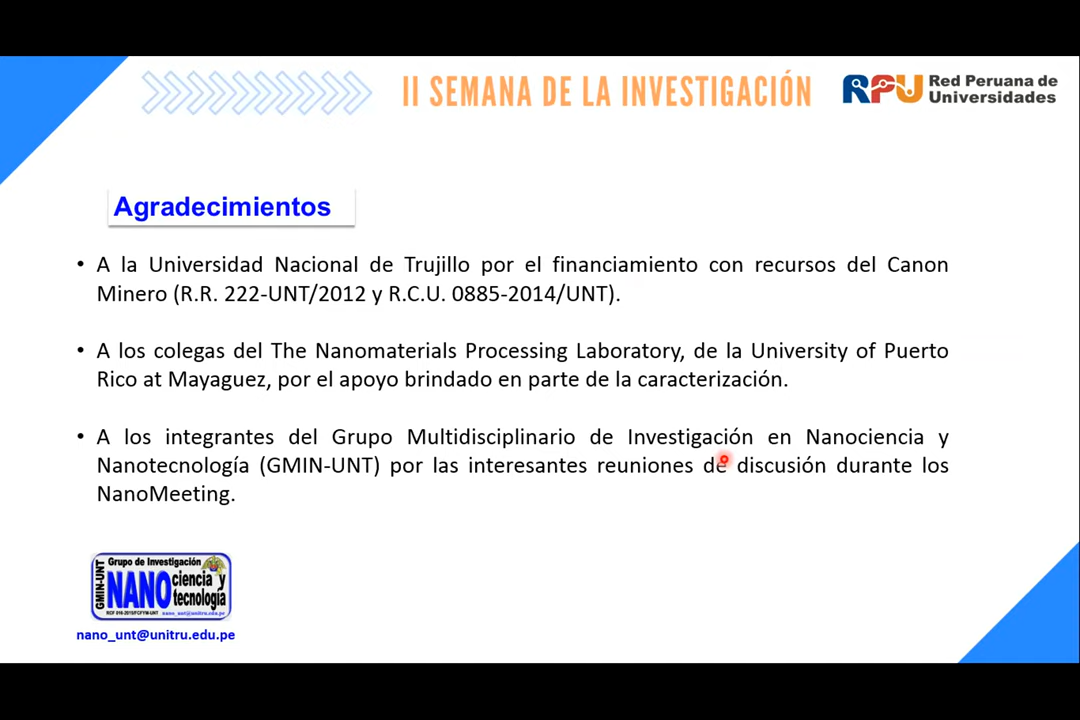 II SEMANA DE LA INVESTIGACIÓN
RPU Red Peruana de
Universidades
Agradecimientos
• A la Universidad Nacional de Trujillo por el financiamiento con recursos del Canon
Minero (R.R. 222-UNT/2012 y R.C.U. 0885-2014/UNT).
• A los colegas del The Nanomaterials Processing Laboratory, de la University of Puerto
Rico at Mayaguez, por el apoyo brindado en parte de la caracterización.
• A los integrantes del Grupo Multidisciplinario de Investigación en Nanociencia y
Nanotecnología (GMIN-UNT) por las interesantes reuniones de discusión durante los
NanoMeeting.
GMIN-UNT
Grupo de Investigación
NANO ciencia y
tecnología
nano_unt@unitru.edu.pe
nano_unt@unitru.edu.pe